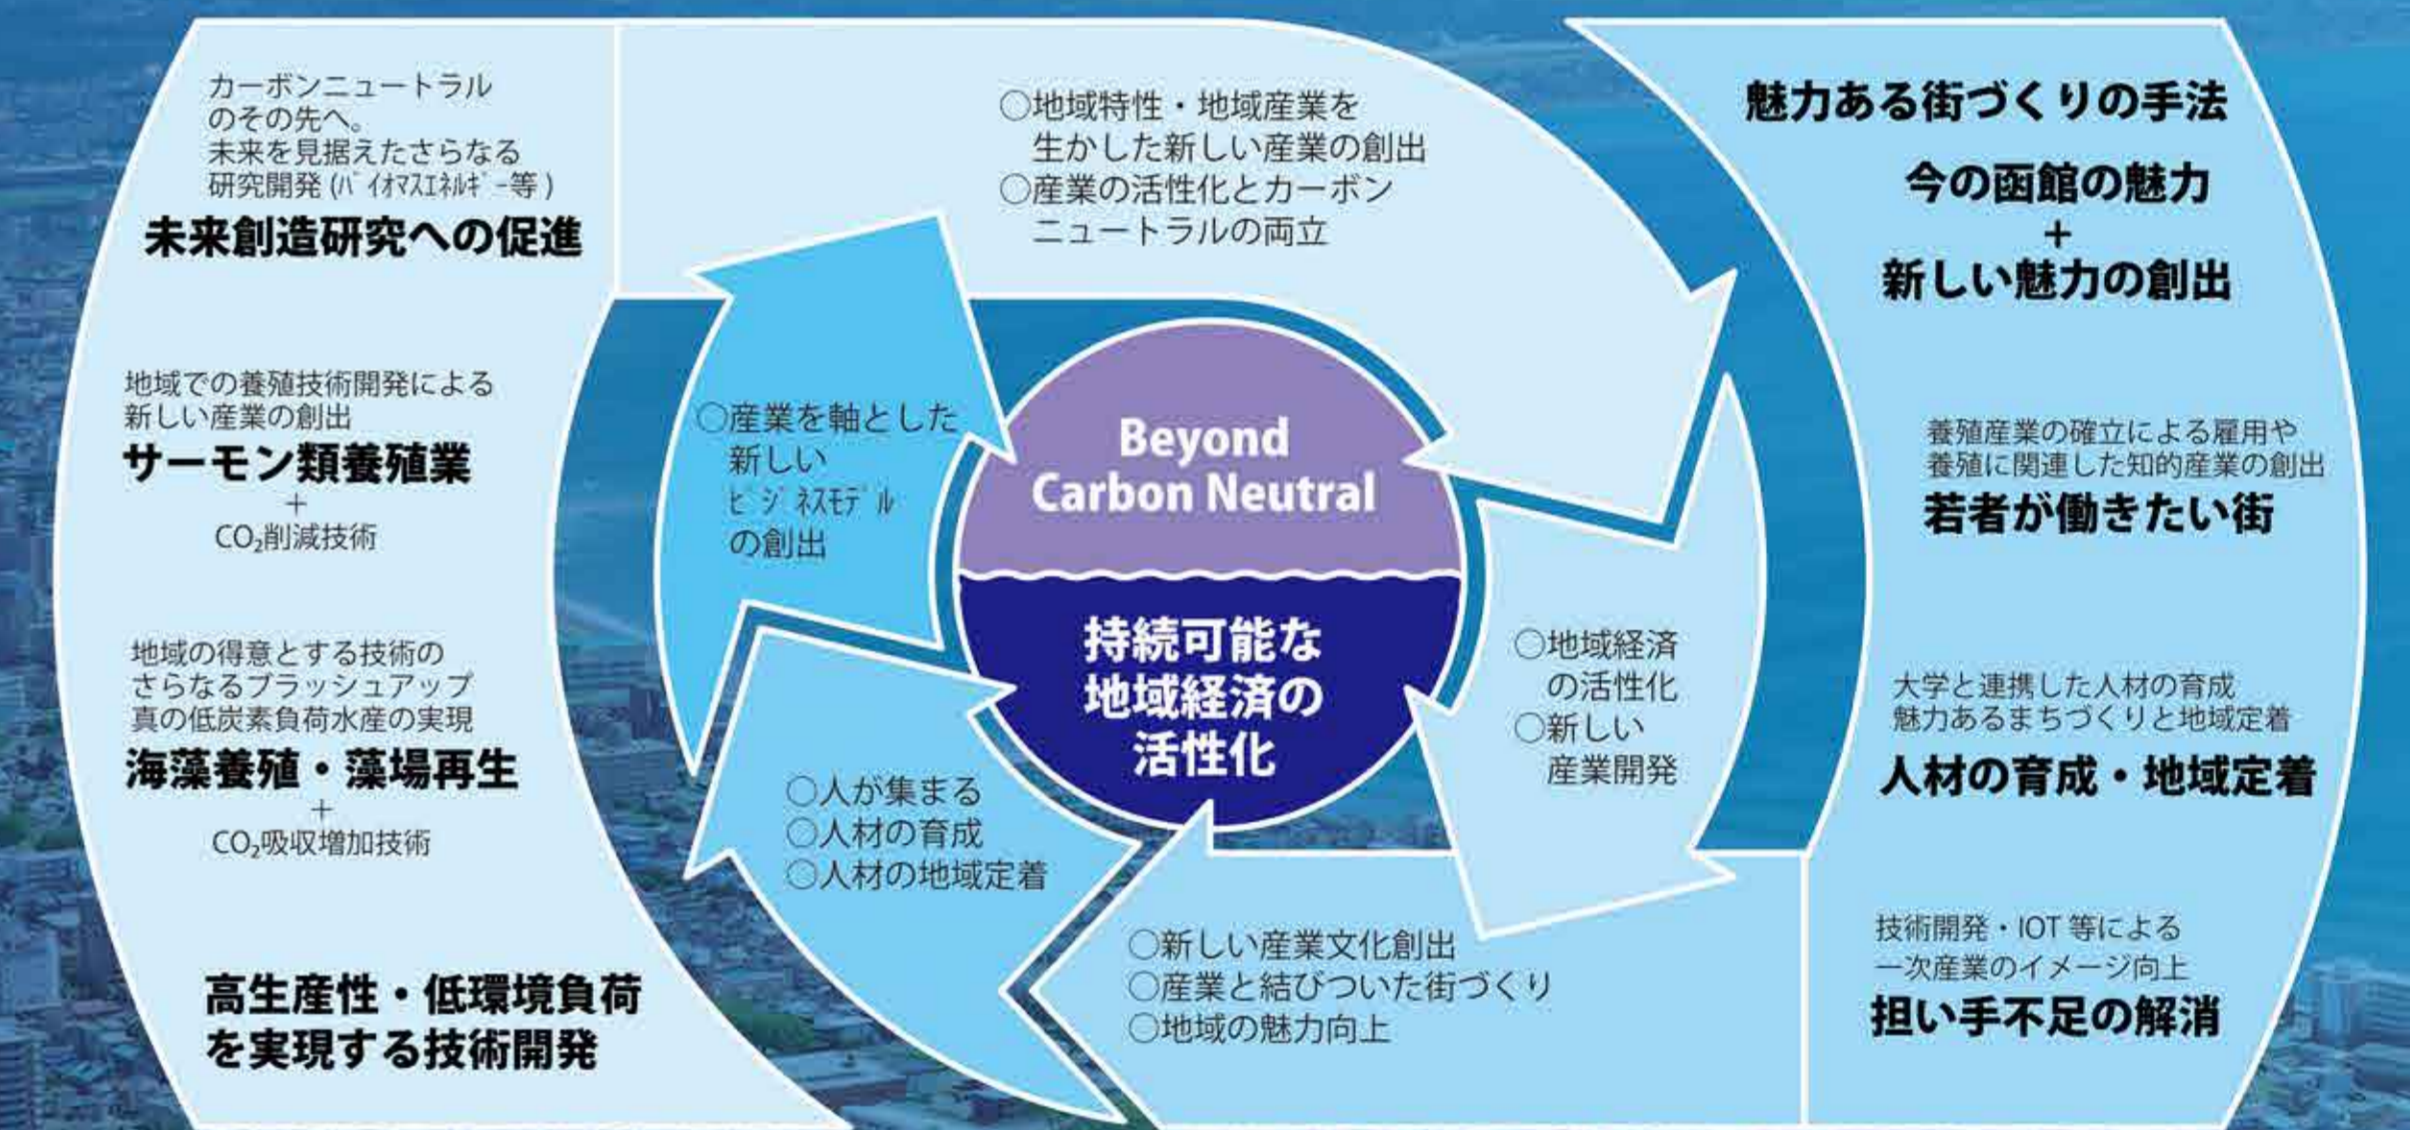 カーボンニュートラル
のその先へ。
未来を見据えたさらなる
研究開発(ﾊﾞｲｵﾏｽｴﾈﾙｷﾞｰ等)
未来創造研究への促進
地域での養殖技術開発による
新しい産業の創出
サーモン類養殖業
+
CO₂削減技術
地域の得意とする技術の
さらなるブラッシュアップ
真の低炭素負荷水産の実現
海藻養殖・藻場再生
+
CO₂吸収増加技術
高生産性・低環境負荷
を実現する技術開発
○地域特性・地域産業を
生かした新しい産業の創出
○産業の活性化とカーボン
ニュートラルの両立
○産業を軸とした
新しい
ﾋﾞｼﾞﾈｽﾓﾃﾞﾙ
の創出
Beyond
Carbon Neutral
持続可能な
地域経済の
活性化
○地域経済
の活性化
○新しい
産業開発
○人が集まる
○人材の育成
○人材の地域定着
○新しい産業文化創出
○産業と結びついた街づくり
○地域の魅力向上
魅力ある街づくりの手法
今の函館の魅力
+
新しい魅力の創出
養殖産業の確立による雇用や
養殖に関連した知的産業の創出
若者が働きたい街
大学と連携した人材の育成
魅力あるまちづくりと地域定着
人材の育成・地域定着
技術開発・IOT 等による
一次産業のイメージ向上
担い手不足の解消